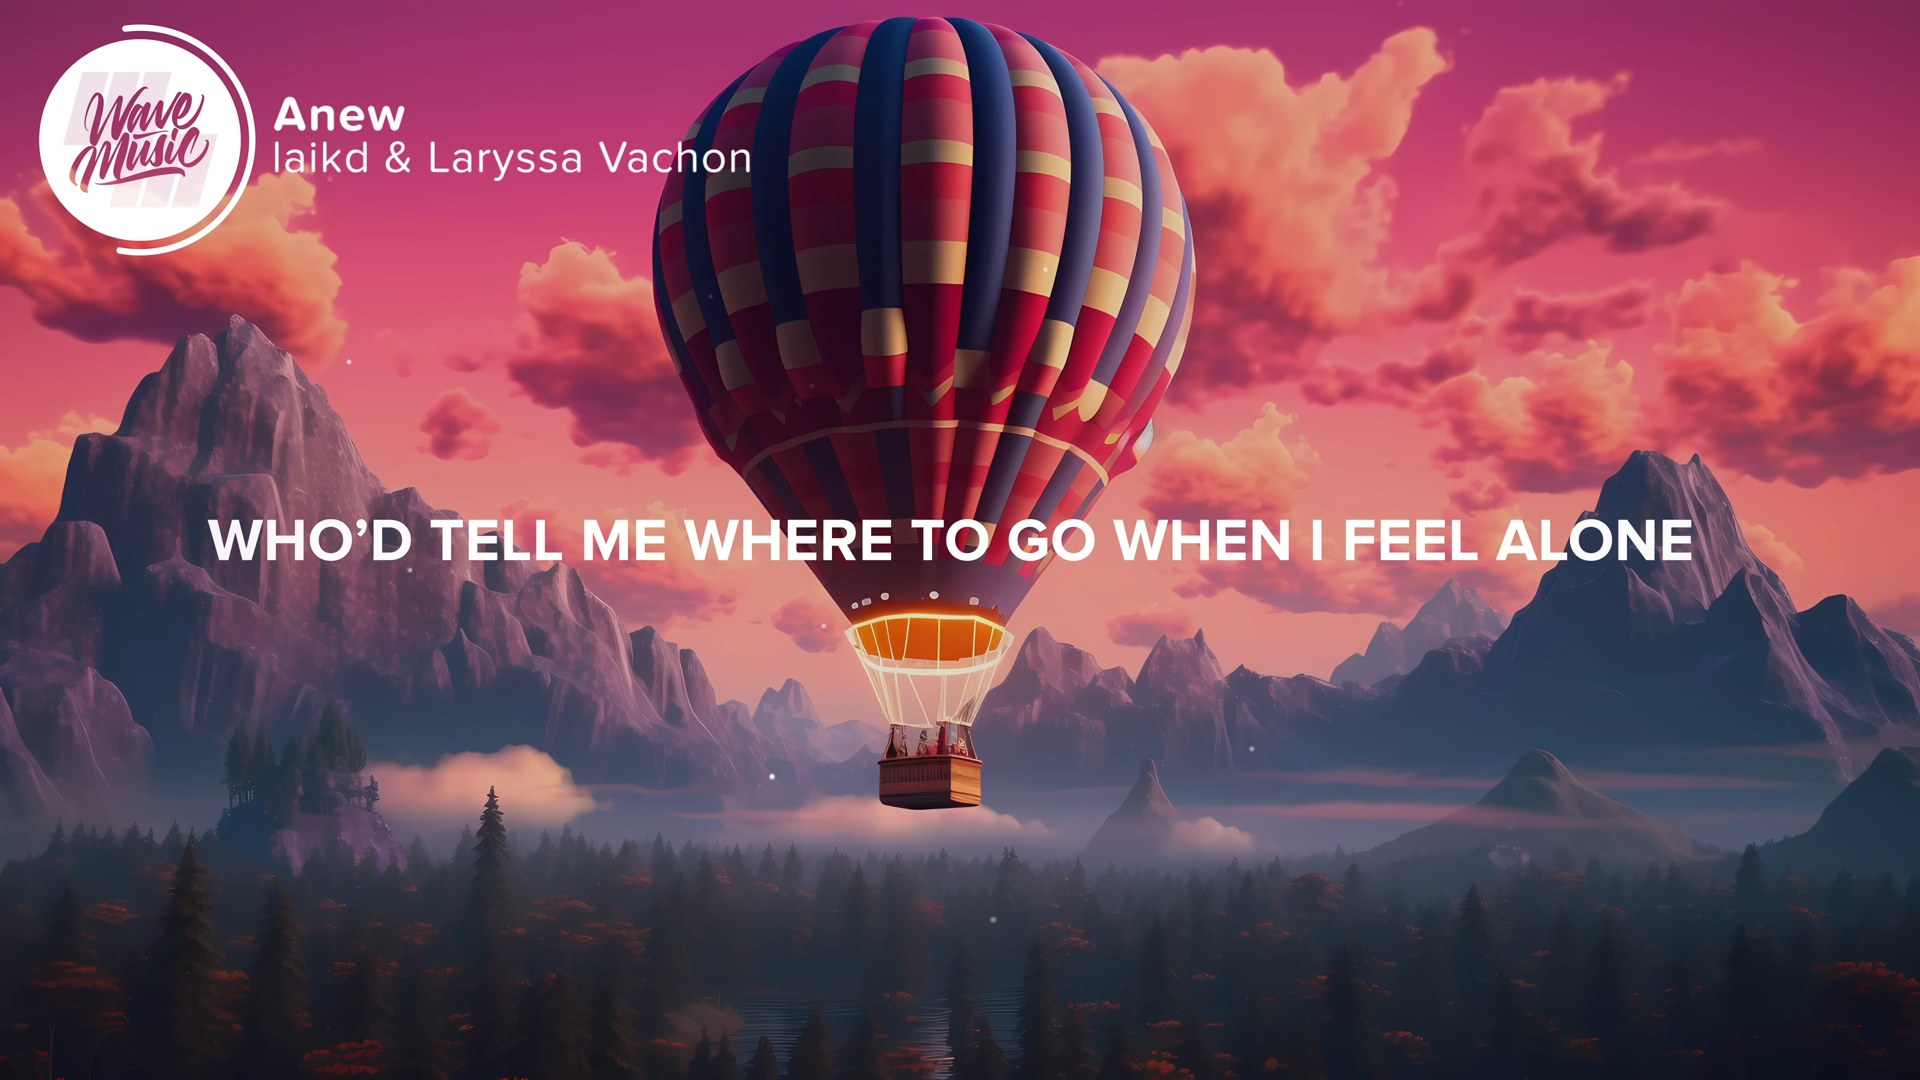 Wave
Music
Anew
laikd & Laryssa Vachon
WHO’D TELL ME WHERE TO GO WHEN I FEEL ALONE